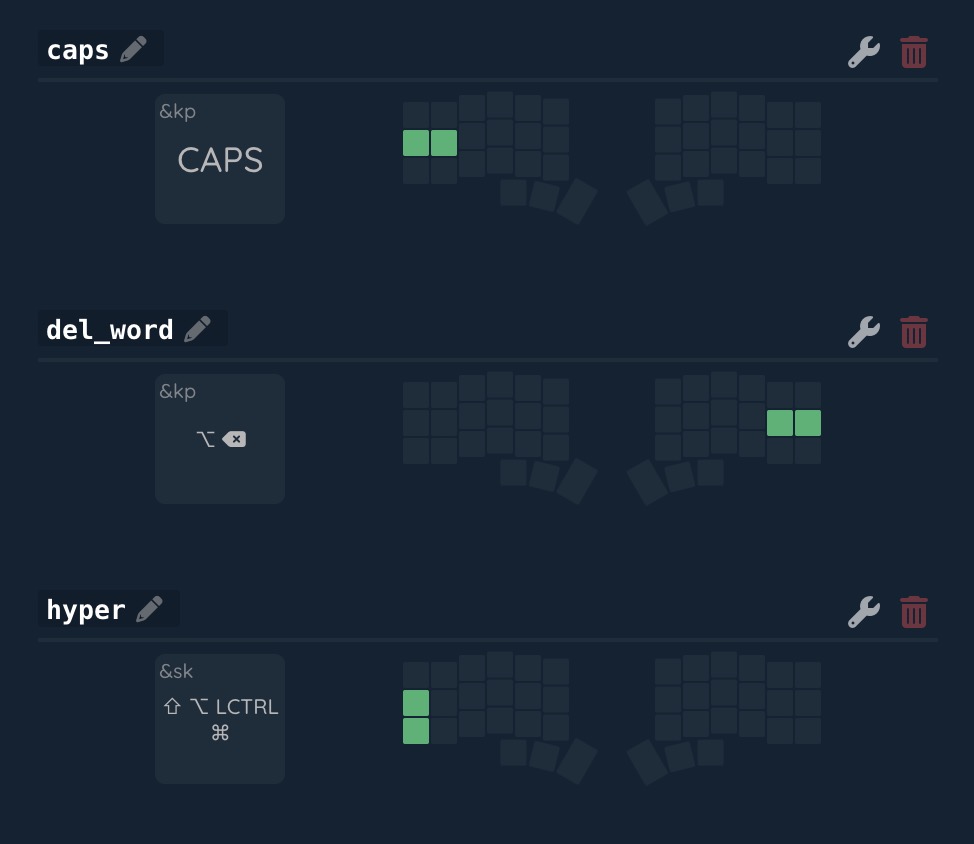 caps
&kp
CAPS
del_word
&kp
⌥ ⌫
hyper
&sk
⇧ ⌥ LCTRL
⌘